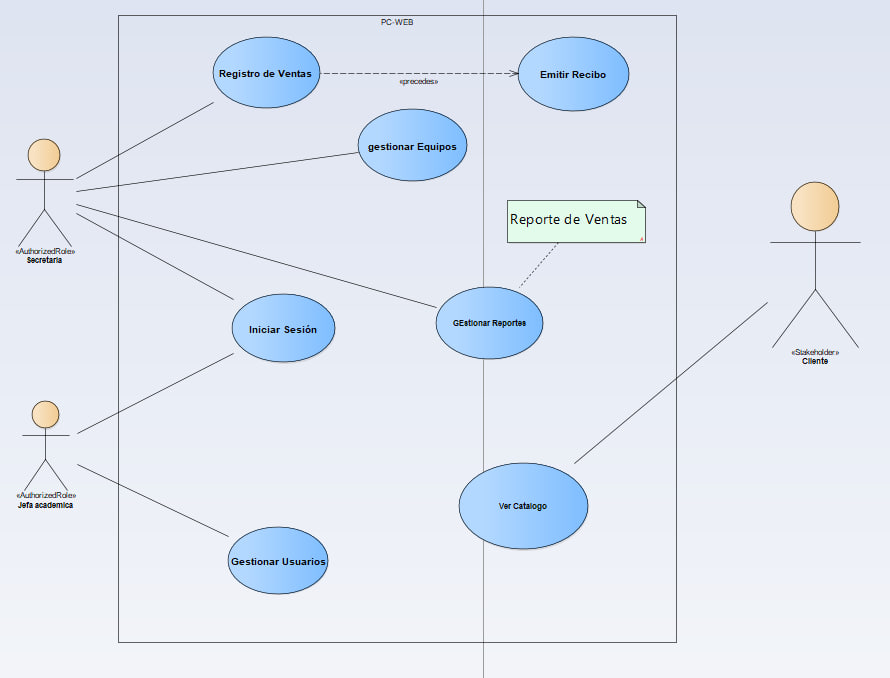 PC-WEB
Registro de Ventas
«precedes»
Emitir Recibo
gestionar Equipos
Reporte de Ventas
«AuthorizedRole»
Secretaria
Iniciar Sesión
GEstionar Reportes
«Stakeholder»
Cliente
«AuthorizedRole»
Jefa academica
Ver Catalogo
Gestionar Usuarios